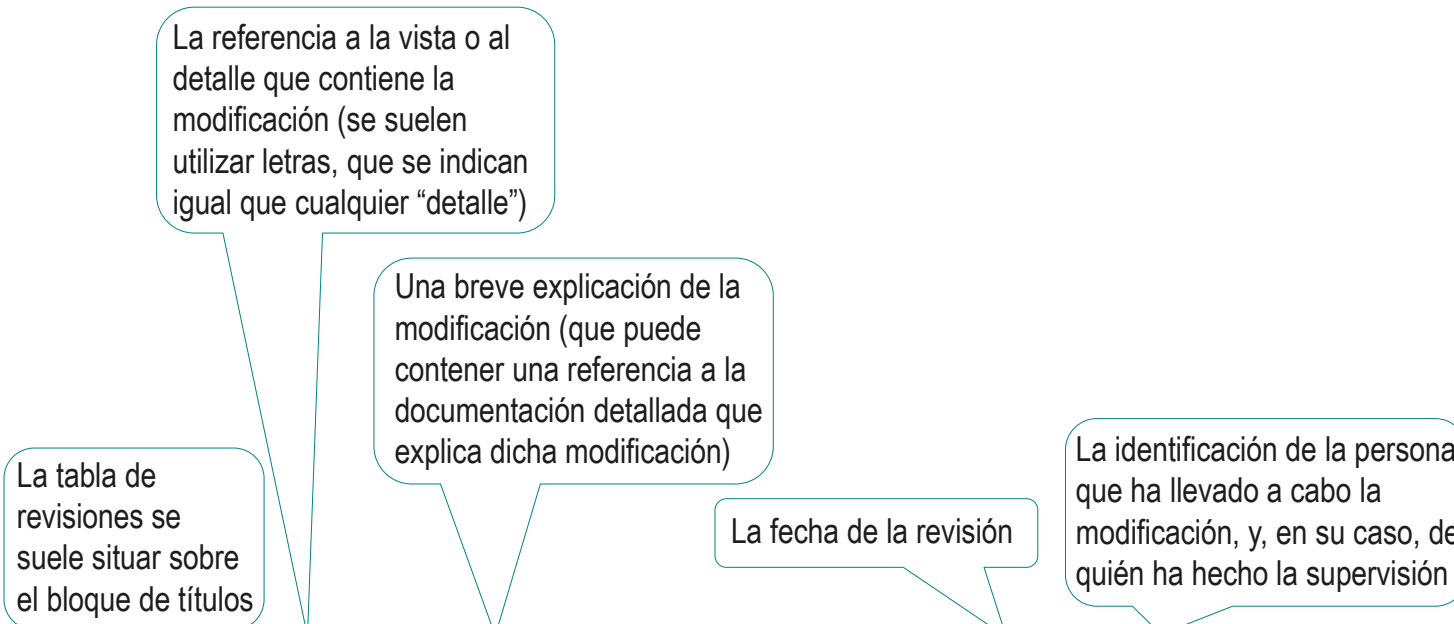 La referencia a la vista o al
detalle que contiene la
modificación (se suelen
utilizar letras, que se indican
igual que cualquier “detalle”)
Una breve explicación de la
modificación (que puede
contener una referencia a la
documentación detallada que
explica dicha modificación)
La tabla de
revisiones se
suele situar sobre
el bloque de títulos
La fecha de la revisión
La identificación de la persona
que ha llevado a cabo la
modificación, y, en su caso, de
quién ha hecho la supervisión